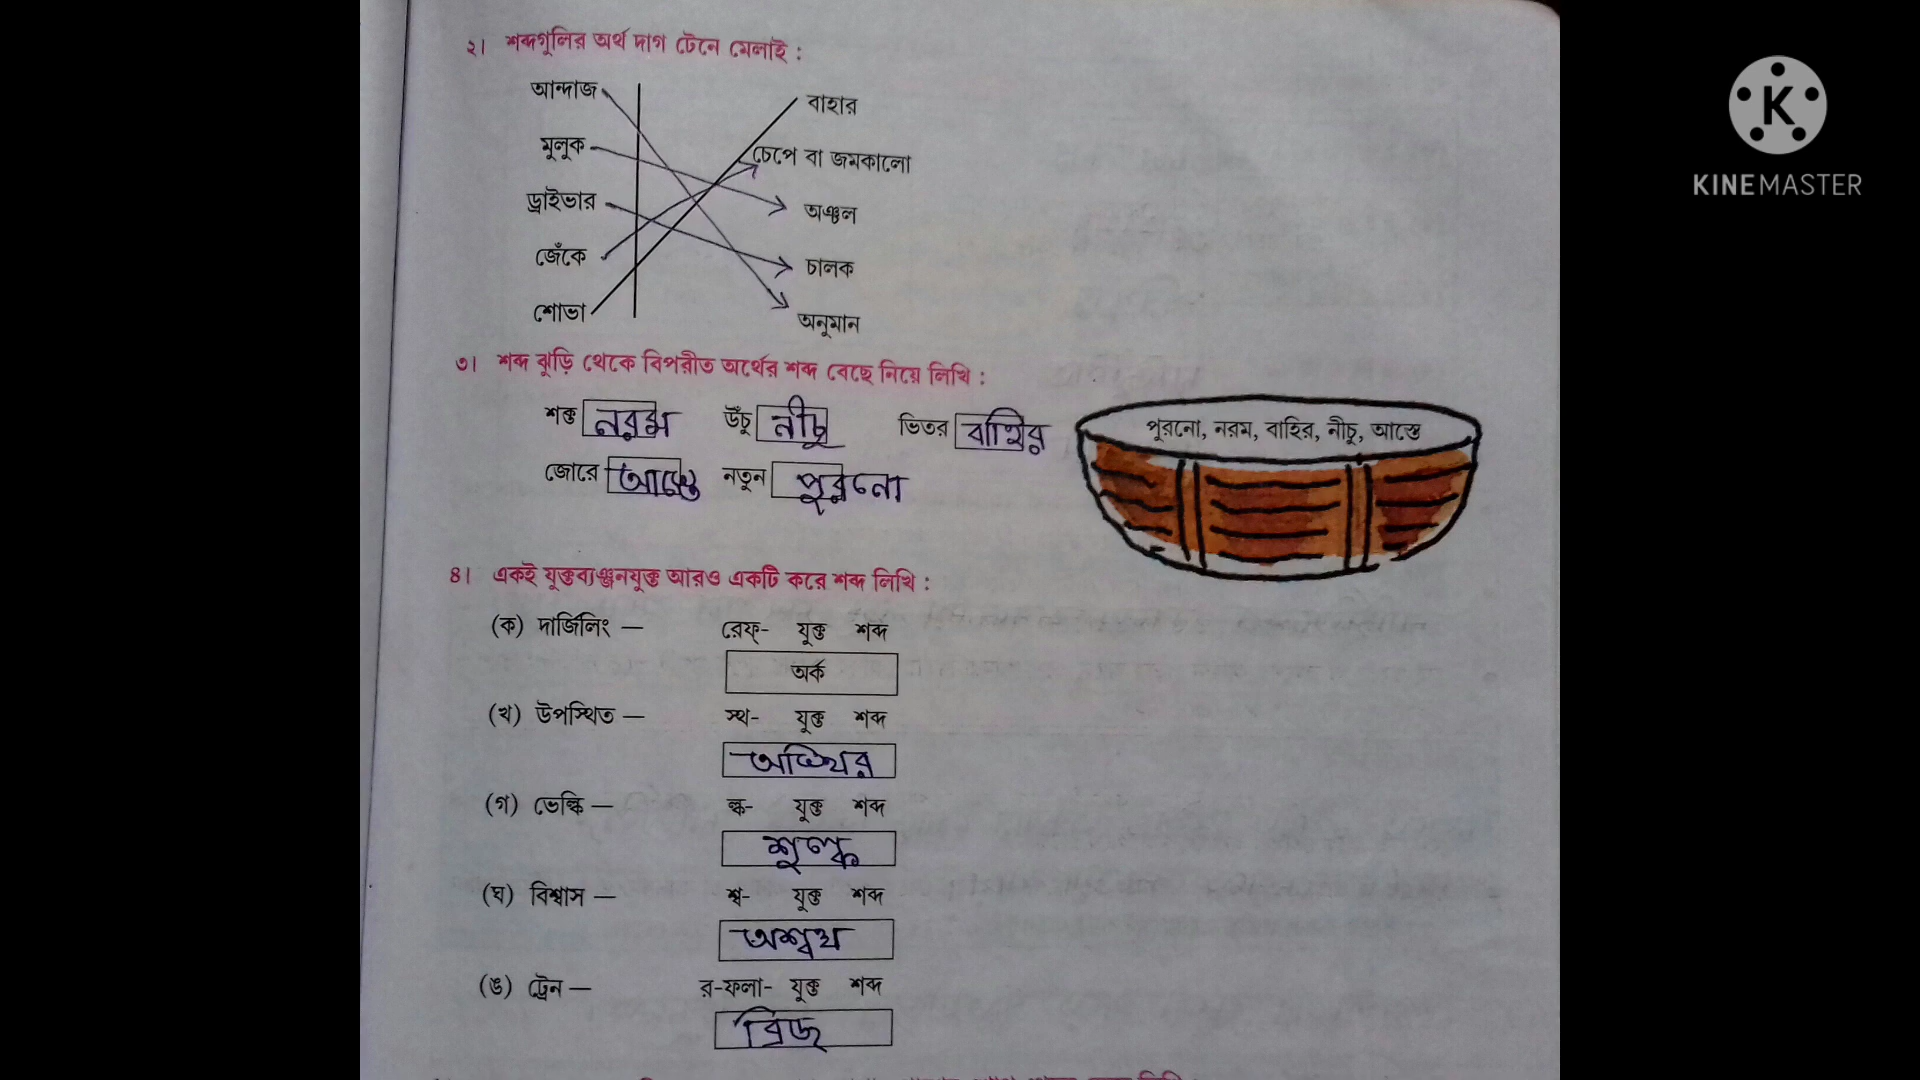 ২। শব্দগুলির অর্থ দাগ টেনে মেলাই :
আন্দাজ বাহার
মুলুক চেপে বা জমকালো
ড্রাইভার অঞ্চল
জেঁকে চালক
শোভা অনুমান
৩। শব্দ ঝুড়ি থেকে বিপরীত অর্থের শব্দ বেছে নিয়ে লিখি :
শক্ত নরম উঁচু নীচু ভিতর বাহির
জোরে আস্তে নতুন পুরনো
পুরনো, নরম, বাহির, নীচু, আস্তে
৪। একই যুক্তব্যঞ্জনযুক্ত আরও একটি করে শব্দ লিখি :
(ক) দার্জিলিং — রেফ্- যুক্ত শব্দ
অর্ক
(খ) উপস্থিত — স্থ- যুক্ত শব্দ
অস্থির
(গ) ভেল্কি — ল্ক- যুক্ত শব্দ
শুল্ক
(ঘ) বিশ্বাস — শ্ব- যুক্ত শব্দ
অশ্বথ
(ঙ) ট্রেন — র-ফলা- যুক্ত শব্দ
ব্রিজ
K
KINEMASTER